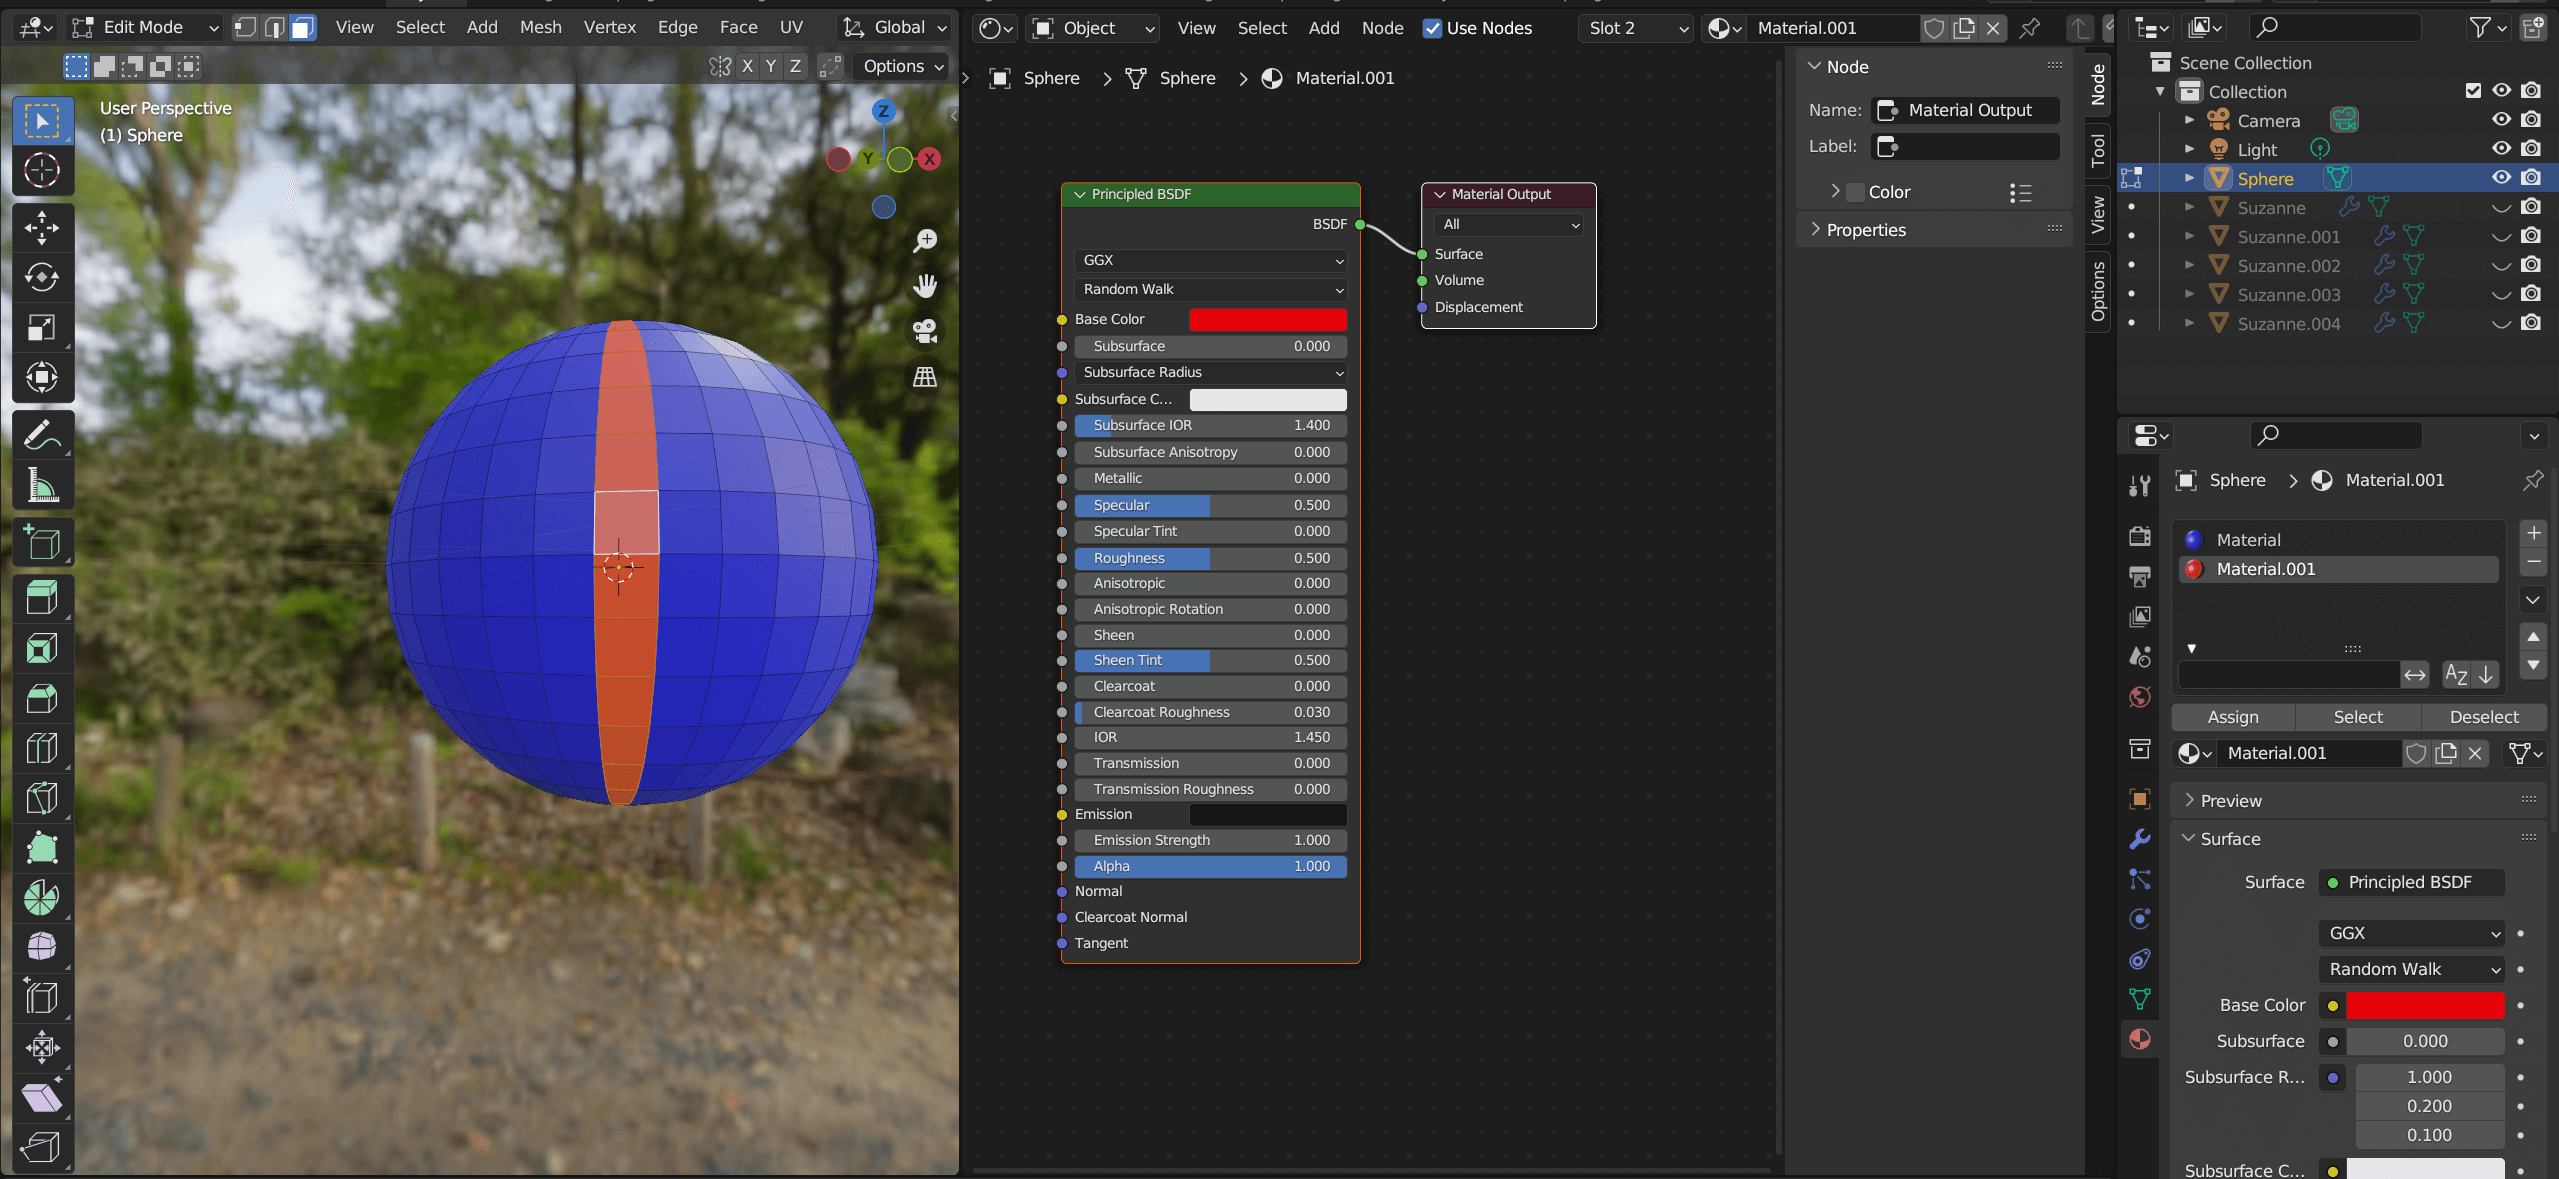 Edit Mode
View
Select
Add
Mesh
Vertex
Edge
Face
UV
Global
Object
View
Select
Add
Node
Use Nodes
Slot 2
Material.001
X
Y
Z
Options
User Perspective
(1) Sphere
Z
Y
X
Sphere
Sphere
Material.001
Principled BSDF
BSDF
GGX
Random Walk
Base Color
Subsurface 0.000
Subsurface Radius
Subsurface C...
Subsurface IOR 1.400
Subsurface Anisotropy 0.000
Metallic 0.000
Specular 0.500
Specular Tint 0.000
Roughness 0.500
Anisotropic 0.000
Anisotropic Rotation 0.000
Sheen 0.000
Sheen Tint 0.500
Clearcoat 0.000
Clearcoat Roughness 0.030
IOR 1.450
Transmission 0.000
Transmission Roughness 0.000
Emission
Emission Strength 1.000
Alpha 1.000
Normal
Clearcoat Normal
Tangent
Material Output
All
Surface
Volume
Displacement
Node
Name: Material Output
Label:
Color
Properties
Node
Tool
View
Options
Scene Collection
Collection
Camera
Light
Sphere
Suzanne
Suzanne.001
Suzanne.002
Suzanne.003
Suzanne.004
Sphere
Material.001
Material
Material.001
AZ
Assign
Select
Deselect
Material.001
Preview
Surface
Surface Principled BSDF
GGX
Random Walk
Base Color
Subsurface 0.000
Subsurface R... 1.000
0.200
0.100
Subsurface C...